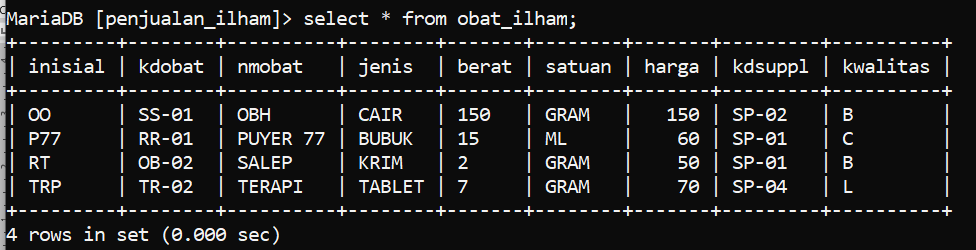 MariaDB [penjualan_ilham]> select * from obat_ilham;
+----------+--------+----------+--------+-------+--------+-------+---------+----------+
| inisial | kdobat | nmobat | jenis | berat | satuan | harga | kdsuppl | kwalitas |
+----------+--------+----------+--------+-------+--------+-------+---------+----------+
| OO | SS-01 | OBH | CAIR | 150 | GRAM | 150 | SP-02 | B |
| P77 | RR-01 | PUYER 77 | BUBUK | 15 | ML | 60 | SP-01 | C |
| RT | OB-02 | SALEP | KRIM | 2 | GRAM | 50 | SP-01 | B |
| TRP | TR-02 | TERAPI | TABLET | 7 | GRAM | 70 | SP-04 | L |
+----------+--------+----------+--------+-------+--------+-------+---------+----------+
4 rows in set (0.000 sec)